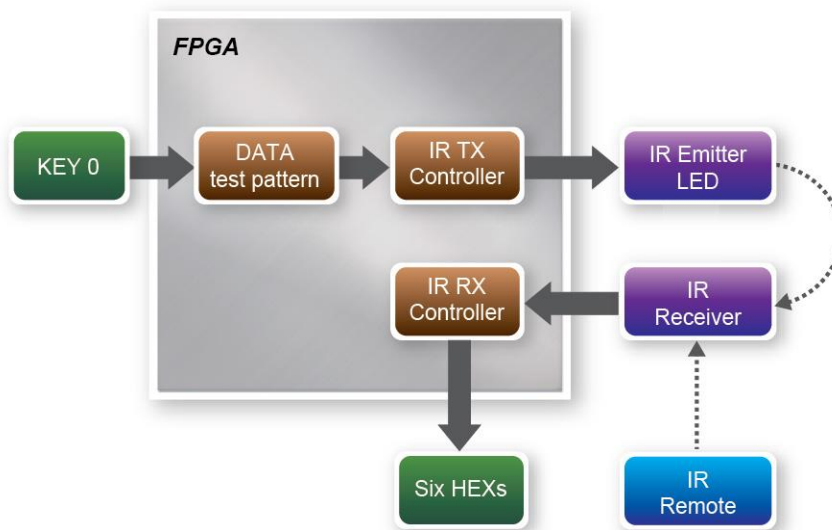 FPGA
KEY 0
DATA
test pattern
IR TX
Controller
IR Emitter
LED
IR RX
Controller
IR
Receiver
Six HEXs
IR
Remote